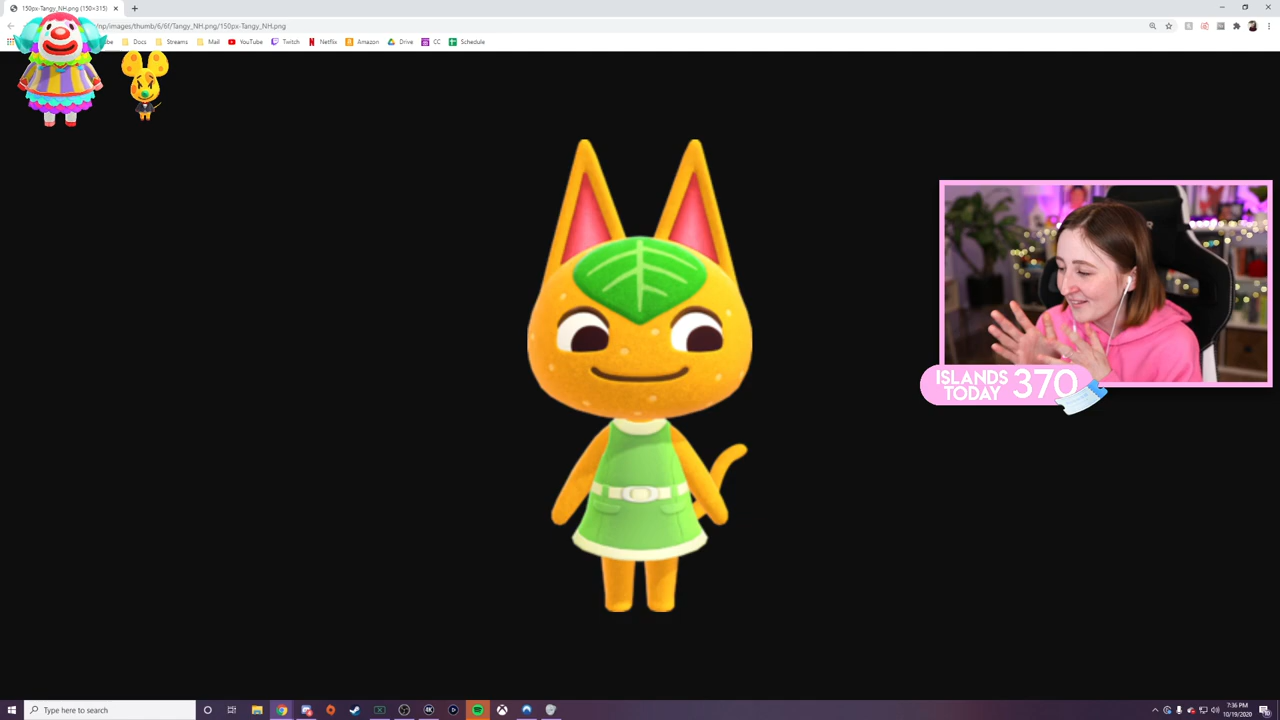 150px-Tangy_NH.png (150×315)
np/images/thumb/6/6f/Tangy_NH.png/150px-Tangy_NH.png
Docs
Streams
Mail
YouTube
Twitch
Netflix
Amazon
Drive
CC
Schedule
ISLANDS
TODAY
370
Type here to search
7:36 PM
10/19/2020